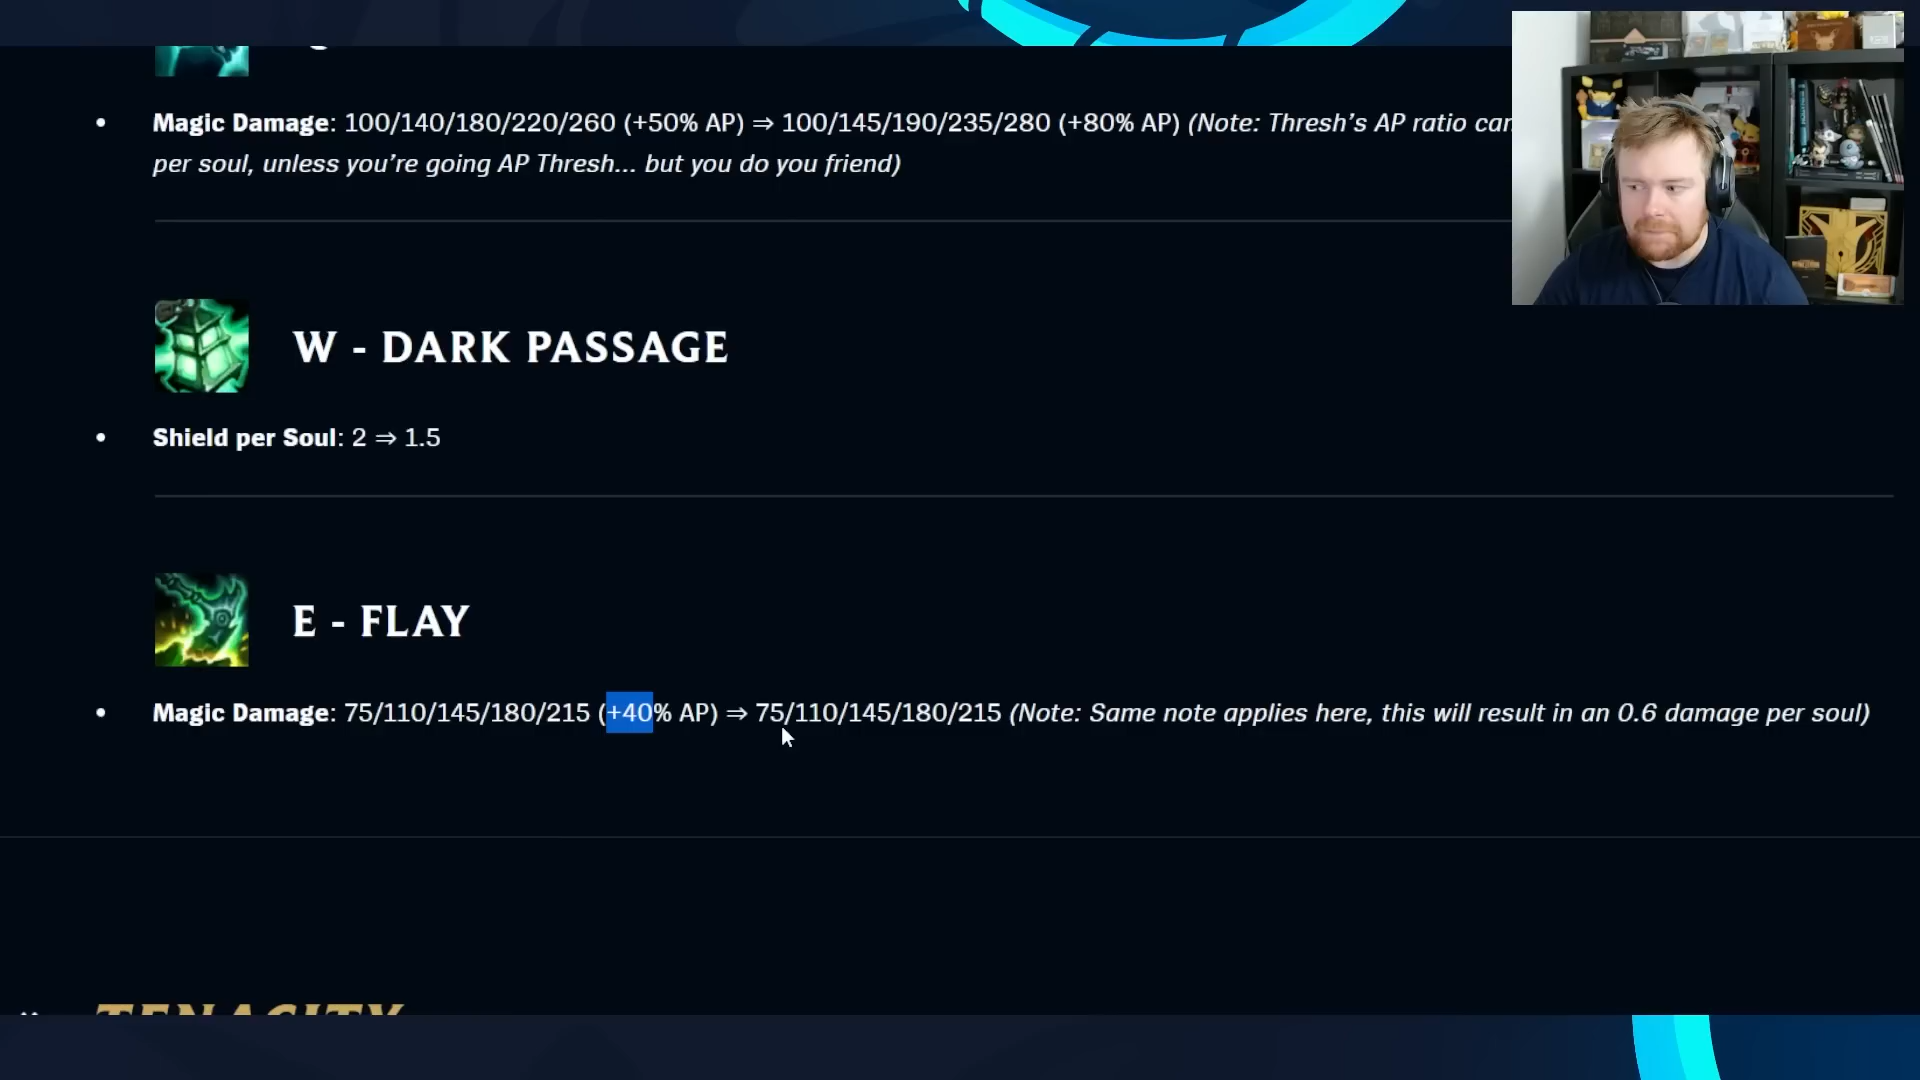 Magic Damage: 100/140/180/220/260 (+50% AP) ⇒ 100/145/190/235/280 (+80% AP) (Note: Thresh’s AP ratio can
per soul, unless you’re going AP Thresh... but you do you friend)
W - DARK PASSAGE
Shield per Soul: 2 ⇒ 1.5
E - FLAY
Magic Damage: 75/110/145/180/215 (+40% AP) ⇒ 75/110/145/180/215 (Note: Same note applies here, this will result in an 0.6 damage per soul)
TENACITY